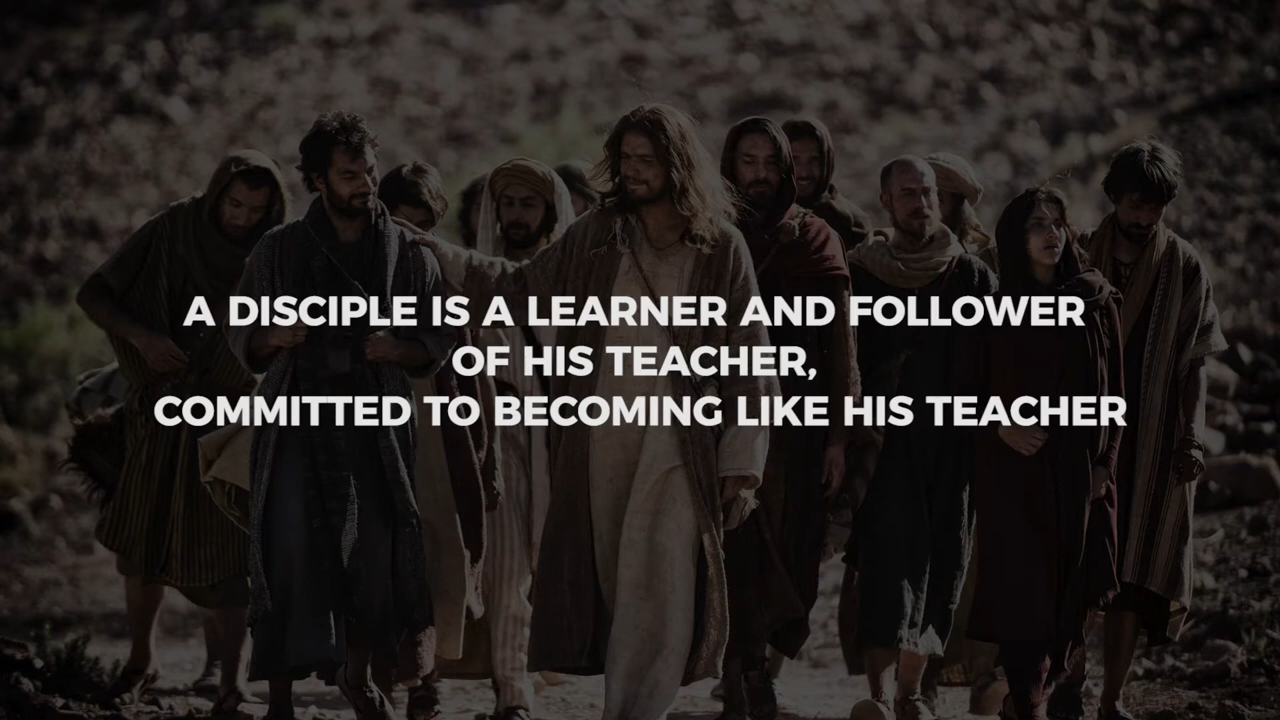 A DISCIPLE IS A LEARNER AND FOLLOWER
OF HIS TEACHER,
COMMITTED TO BECOMING LIKE HIS TEACHER